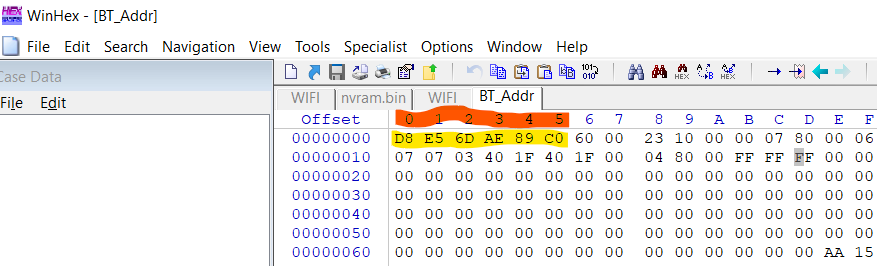 WinHex - [BT_Addr]
File Edit Search Navigation View Tools Specialist Options Window Help
Case Data
File Edit
WIFI nvram.bin WIFI BT_Addr
Offset 0 1 2 3 4 5 6 7 8 9 A B C D E F
00000000 D8 E5 6D AE 89 C0 60 00 23 10 00 00 07 80 00 06
00000010 07 07 03 40 1F 40 1F 00 04 80 00 FF FF FF 00 00
00000020 00 00 00 00 00 00 00 00 00 00 00 00 00 00 00 00
00000030 00 00 00 00 00 00 00 00 00 00 00 00 00 00 00 00
00000040 00 00 00 00 00 00 00 00 00 00 00 00 00 00 00 00
00000050 00 00 00 00 00 00 00 00 00 00 00 00 00 00 00 00
00000060 00 00 00 00 00 00 00 00 00 00 00 00 00 00 AA 15